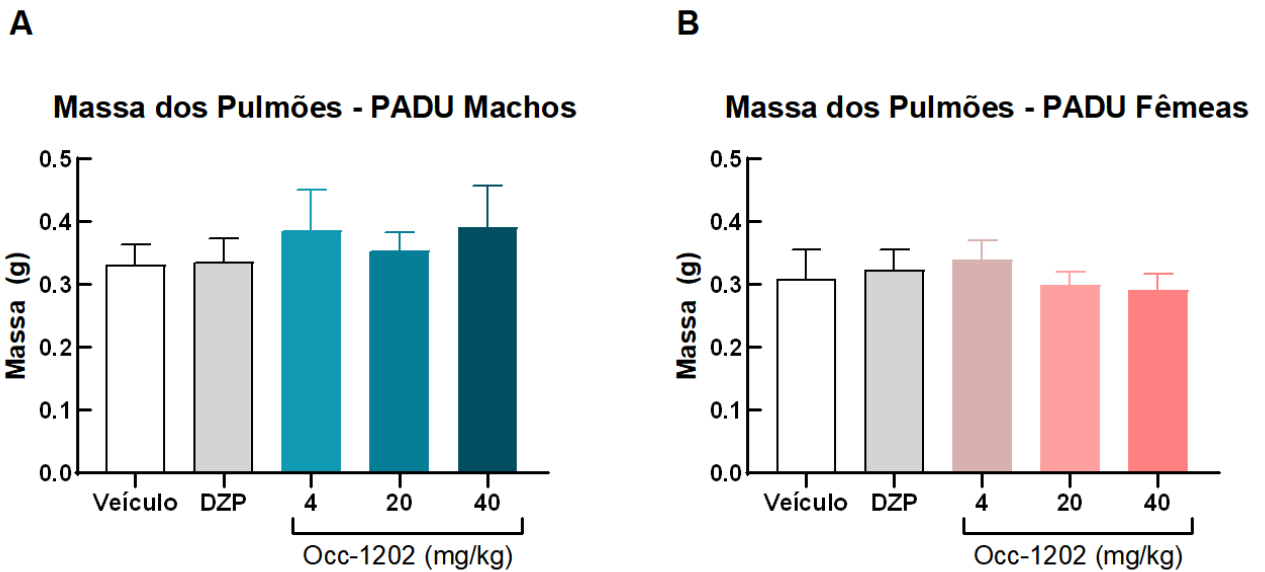 A
Massa dos Pulmões - PADU Machos
Massa (g)
0.5
0.4
0.3
0.2
0.1
0.0
Veículo DZP 4 20 40
Occ-1202 (mg/kg)
B
Massa dos Pulmões - PADU Fêmeas
Massa (g)
0.5
0.4
0.3
0.2
0.1
0.0
Veículo DZP 4 20 40
Occ-1202 (mg/kg)